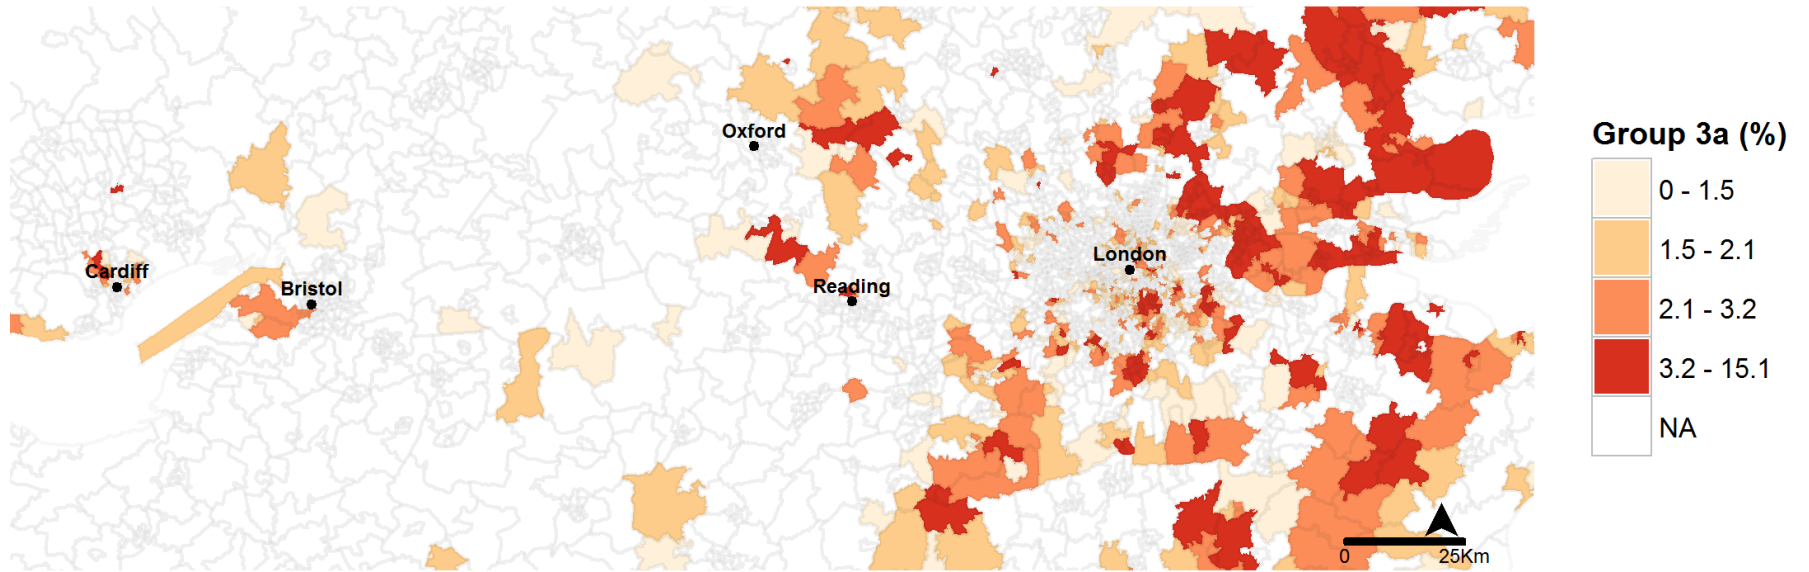 Oxford
Cardiff
Bristol
Reading
London
0 25Km
Group 3a (%)
0 - 1.5
1.5 - 2.1
2.1 - 3.2
3.2 - 15.1
NA